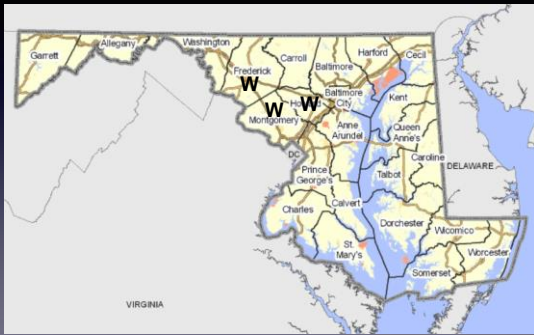 Garrett
Allegany
Washington
Frederick
Carroll
Baltimore
Harford
Cecil
W
W
W
Montgomery
Baltimore
City
Kent
Anne
Arundel
Queen
Anne's
DC
Prince
George's
Caroline
Talbot
DELAWARE
Calvert
Charles
St.
Mary's
Dorchester
Wicomico
Worcester
Somerset
VIRGINIA